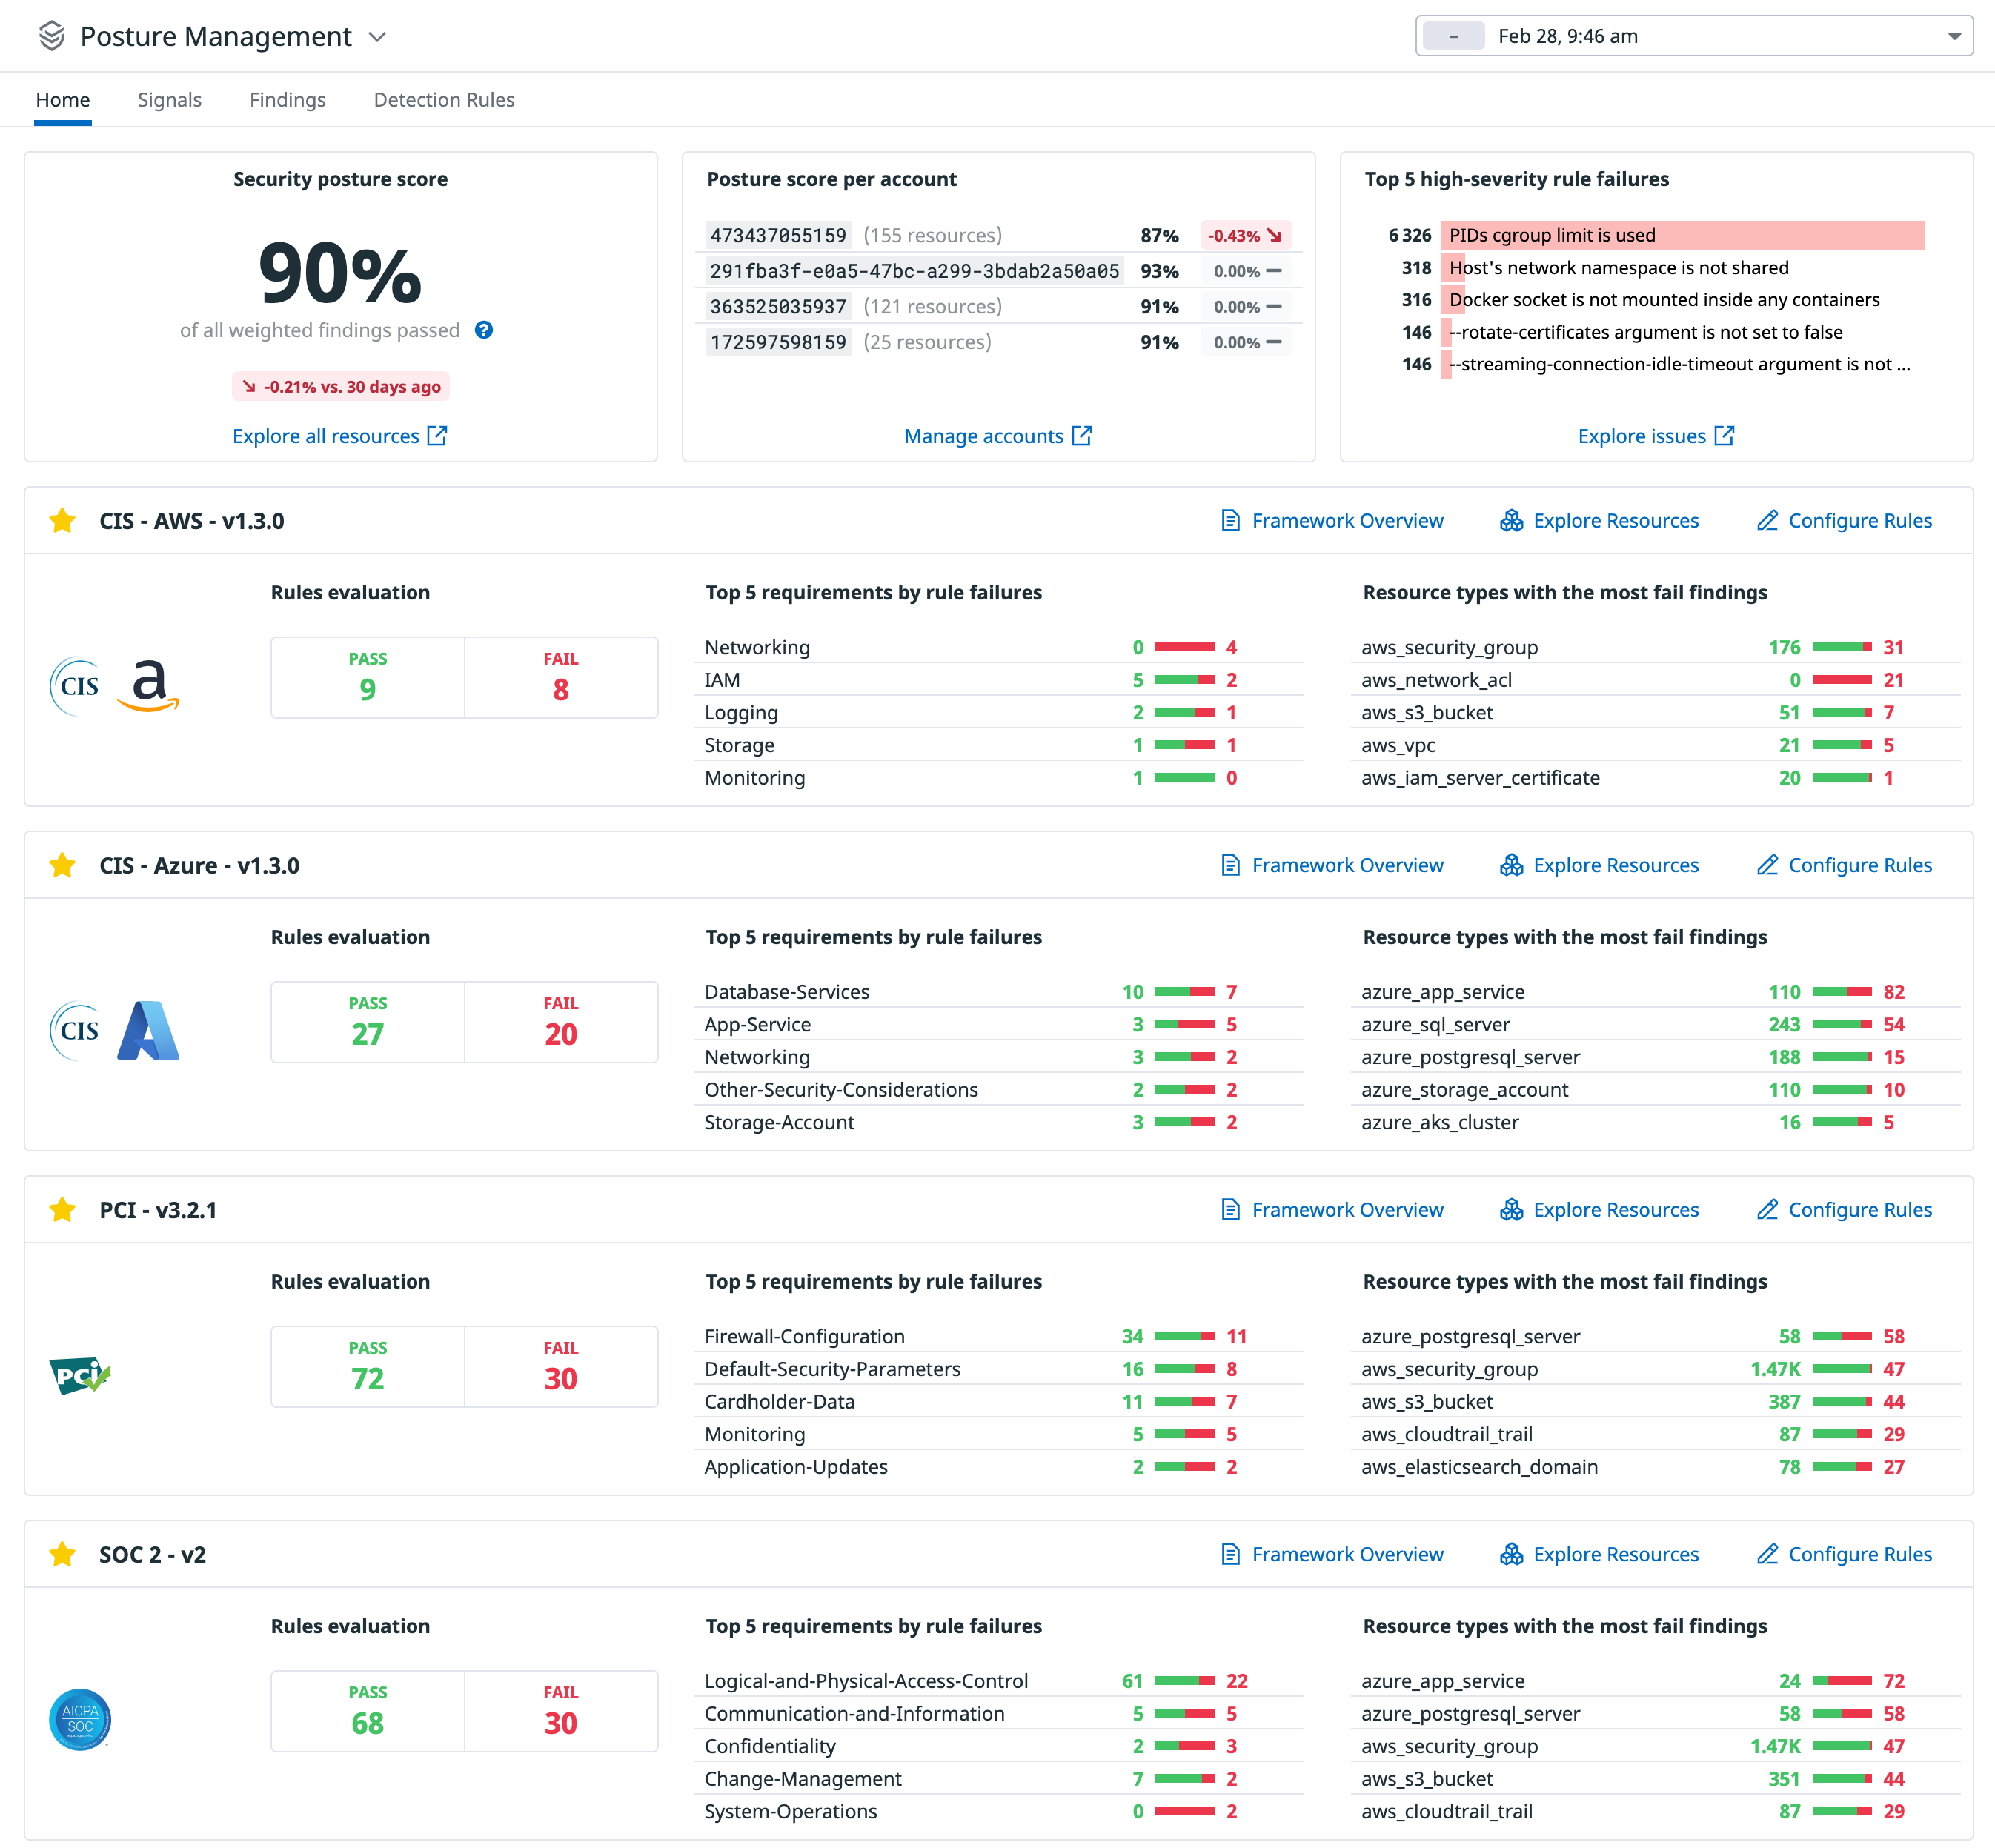 Posture Management
– Feb 28, 9:46 am
Home Signals Findings Detection Rules
Security posture score
90%
of all weighted findings passed ?
-0.21% vs. 30 days ago
Explore all resources
Posture score per account
473437055159 (155 resources) 87% -0.43%
291fba3f-e0a5-47bc-a299-3bdab2a50a05 93% 0.00%
363525035937 (121 resources) 91% 0.00%
172597598159 (25 resources) 91% 0.00%
Manage accounts
Top 5 high-severity rule failures
6 326 PIDs cgroup limit is used
318 Host's network namespace is not shared
316 Docker socket is not mounted inside any containers
146 --rotate-certificates argument is not set to false
146 --streaming-connection-idle-timeout argument is not ...
Explore issues
CIS - AWS - v1.3.0
Framework Overview Explore Resources Configure Rules
CIS
a
Rules evaluation
PASS FAIL
9 8
Top 5 requirements by rule failures
Networking 0 4
IAM 5 2
Logging 2 1
Storage 1 1
Monitoring 1 0
Resource types with the most fail findings
aws_security_group 176 31
aws_network_acl 0 21
aws_s3_bucket 51 7
aws_vpc 21 5
aws_iam_server_certificate 20 1
CIS - Azure - v1.3.0
Framework Overview Explore Resources Configure Rules
CIS
Rules evaluation
PASS FAIL
27 20
Top 5 requirements by rule failures
Database-Services 10 7
App-Service 3 5
Networking 3 2
Other-Security-Considerations 2 2
Storage-Account 3 2
Resource types with the most fail findings
azure_app_service 110 82
azure_sql_server 243 54
azure_postgresql_server 188 15
azure_storage_account 110 10
azure_aks_cluster 16 5
PCI - v3.2.1
Framework Overview Explore Resources Configure Rules
PCi
Rules evaluation
PASS FAIL
72 30
Top 5 requirements by rule failures
Firewall-Configuration 34 11
Default-Security-Parameters 16 8
Cardholder-Data 11 7
Monitoring 5 5
Application-Updates 2 2
Resource types with the most fail findings
azure_postgresql_server 58 58
aws_security_group 1.47K 47
aws_s3_bucket 387 44
aws_cloudtrail_trail 87 29
aws_elasticsearch_domain 78 27
SOC 2 - v2
Framework Overview Explore Resources Configure Rules
AICPA
SOC
Rules evaluation
PASS FAIL
68 30
Top 5 requirements by rule failures
Logical-and-Physical-Access-Control 61 22
Communication-and-Information 5 5
Confidentiality 2 3
Change-Management 7 2
System-Operations 0 2
Resource types with the most fail findings
azure_app_service 24 72
azure_postgresql_server 58 58
aws_security_group 1.47K 47
aws_s3_bucket 351 44
aws_cloudtrail_trail 87 29